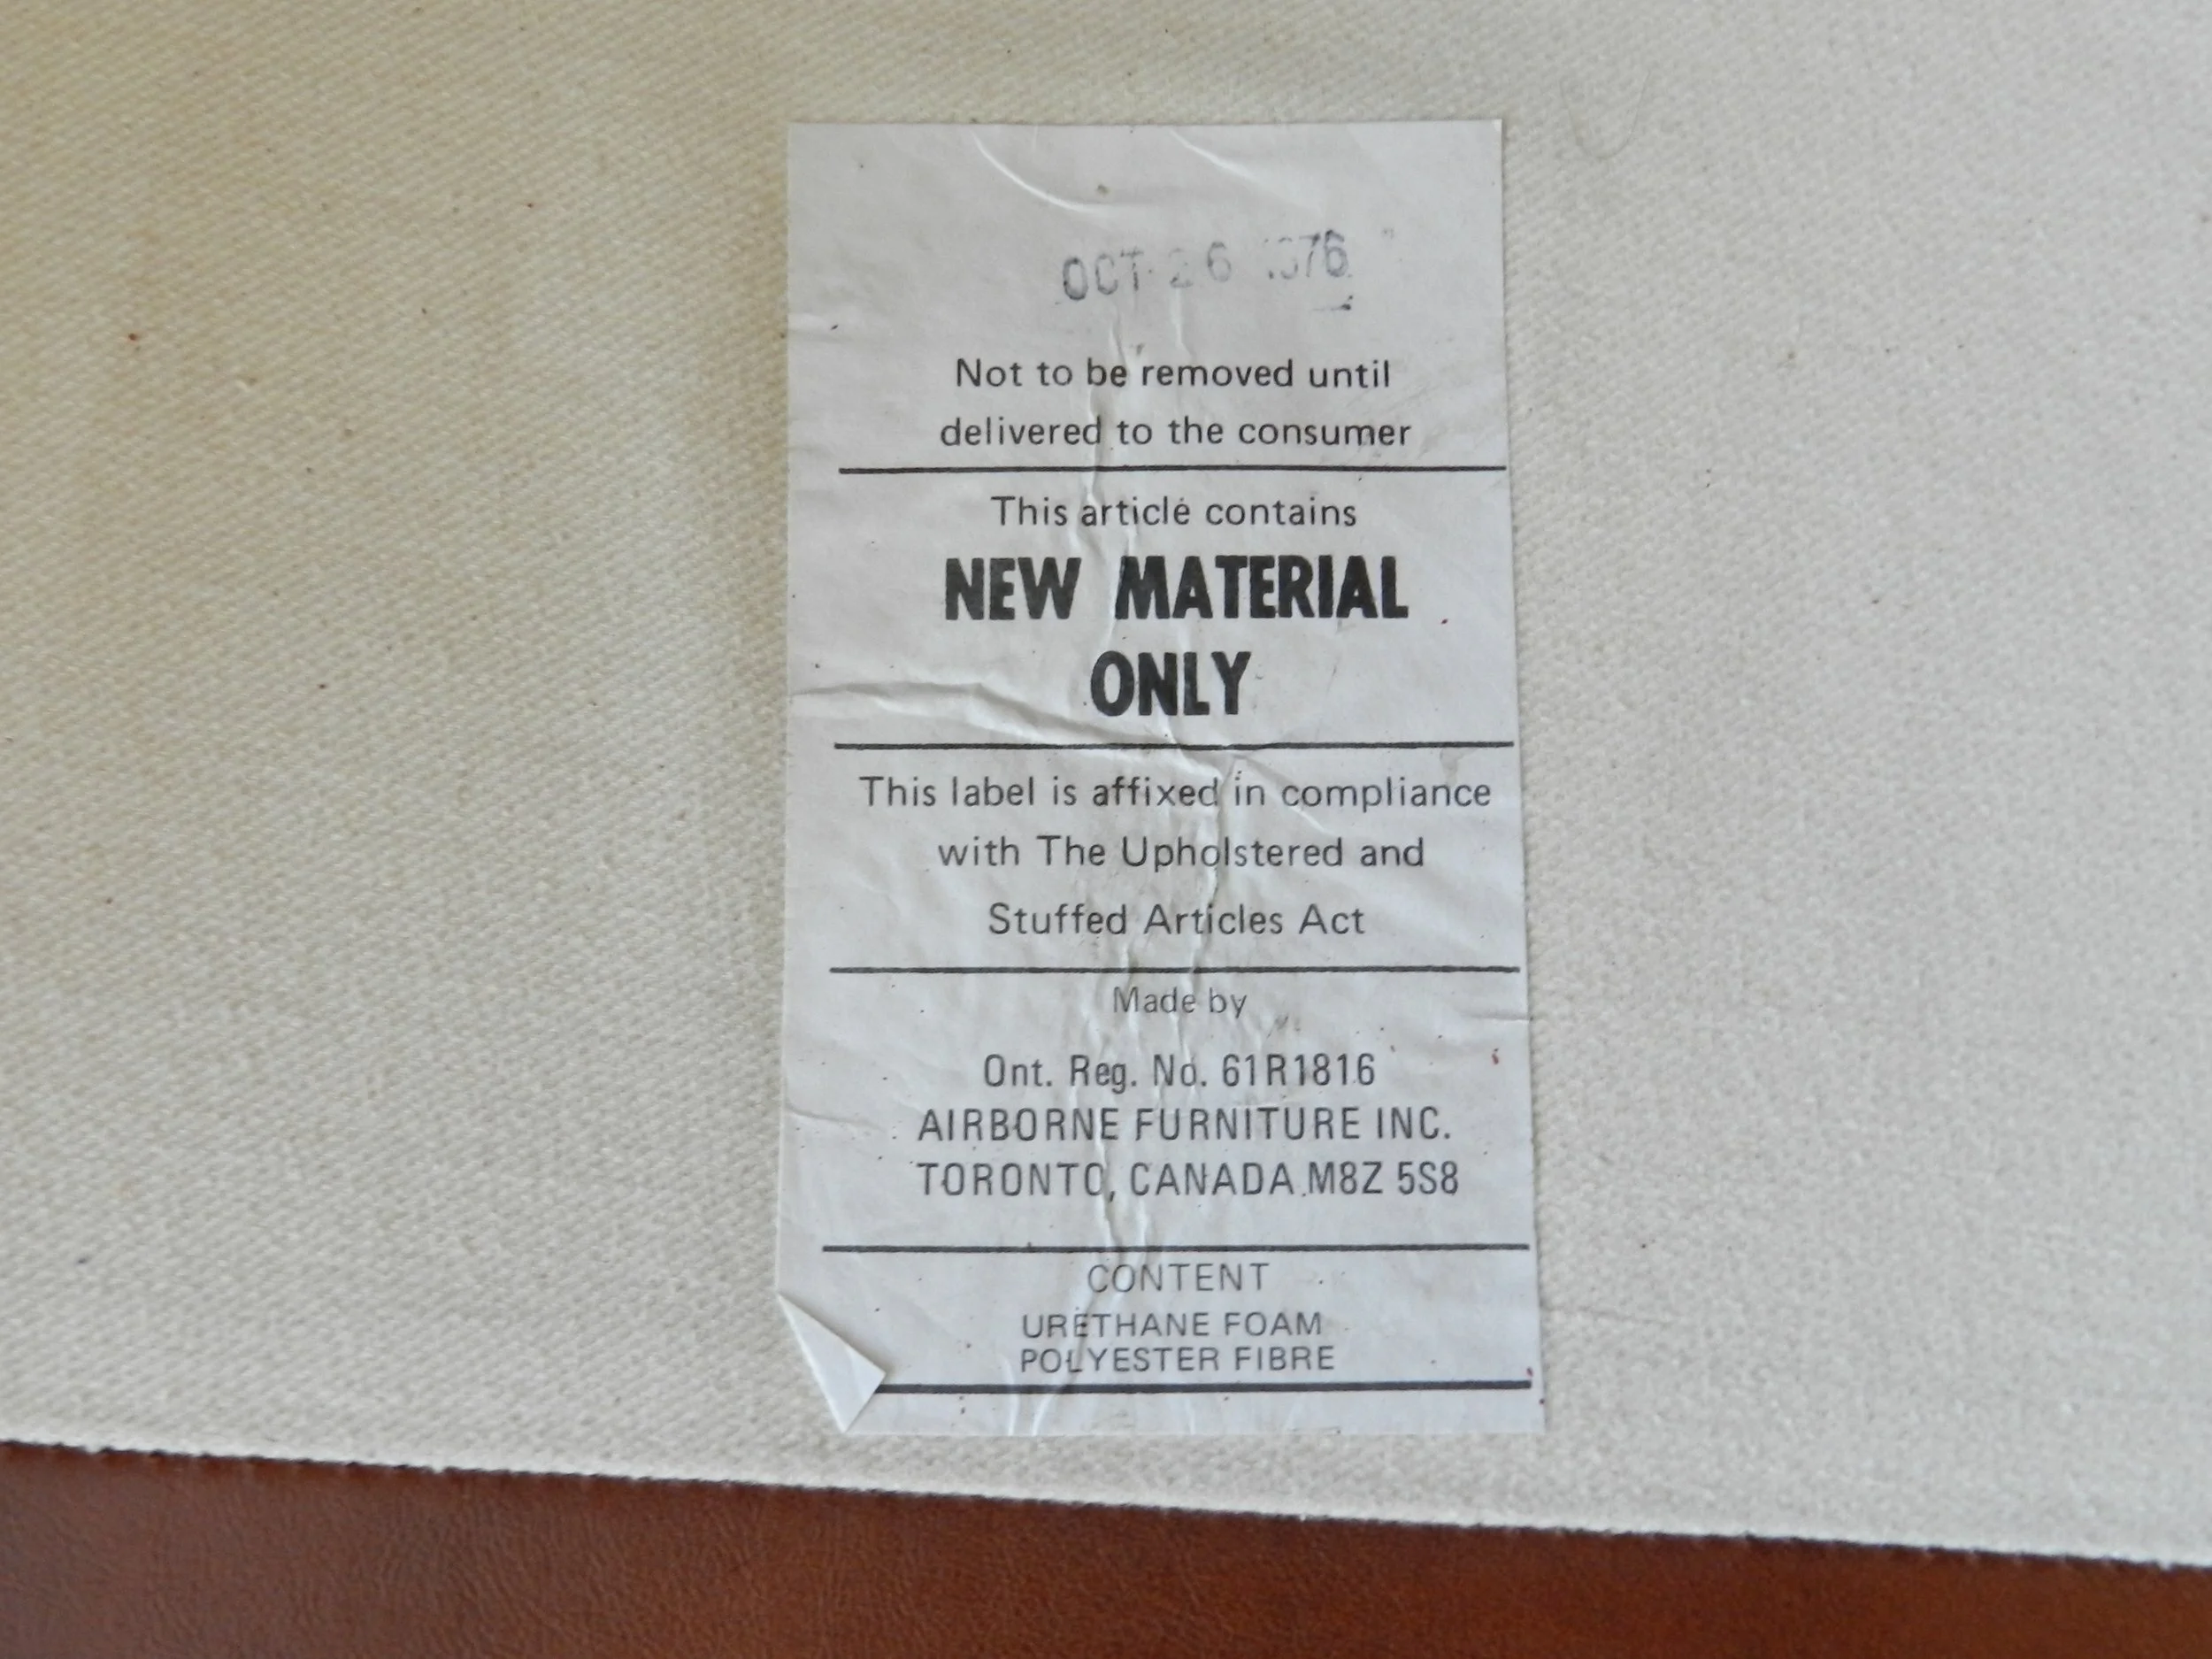 OCT 26 1976
Not to be removed until
delivered to the consumer
This article contains
NEW MATERIAL
ONLY
This label is affixed in compliance
with The Upholstered and
Stuffed Articles Act
Made by
Ont. Reg. No. 61R1816
AIRBORNE FURNITURE INC.
TORONTO, CANADA M8Z 5S8
CONTENT
URETHANE FOAM
POLYESTER FIBRE